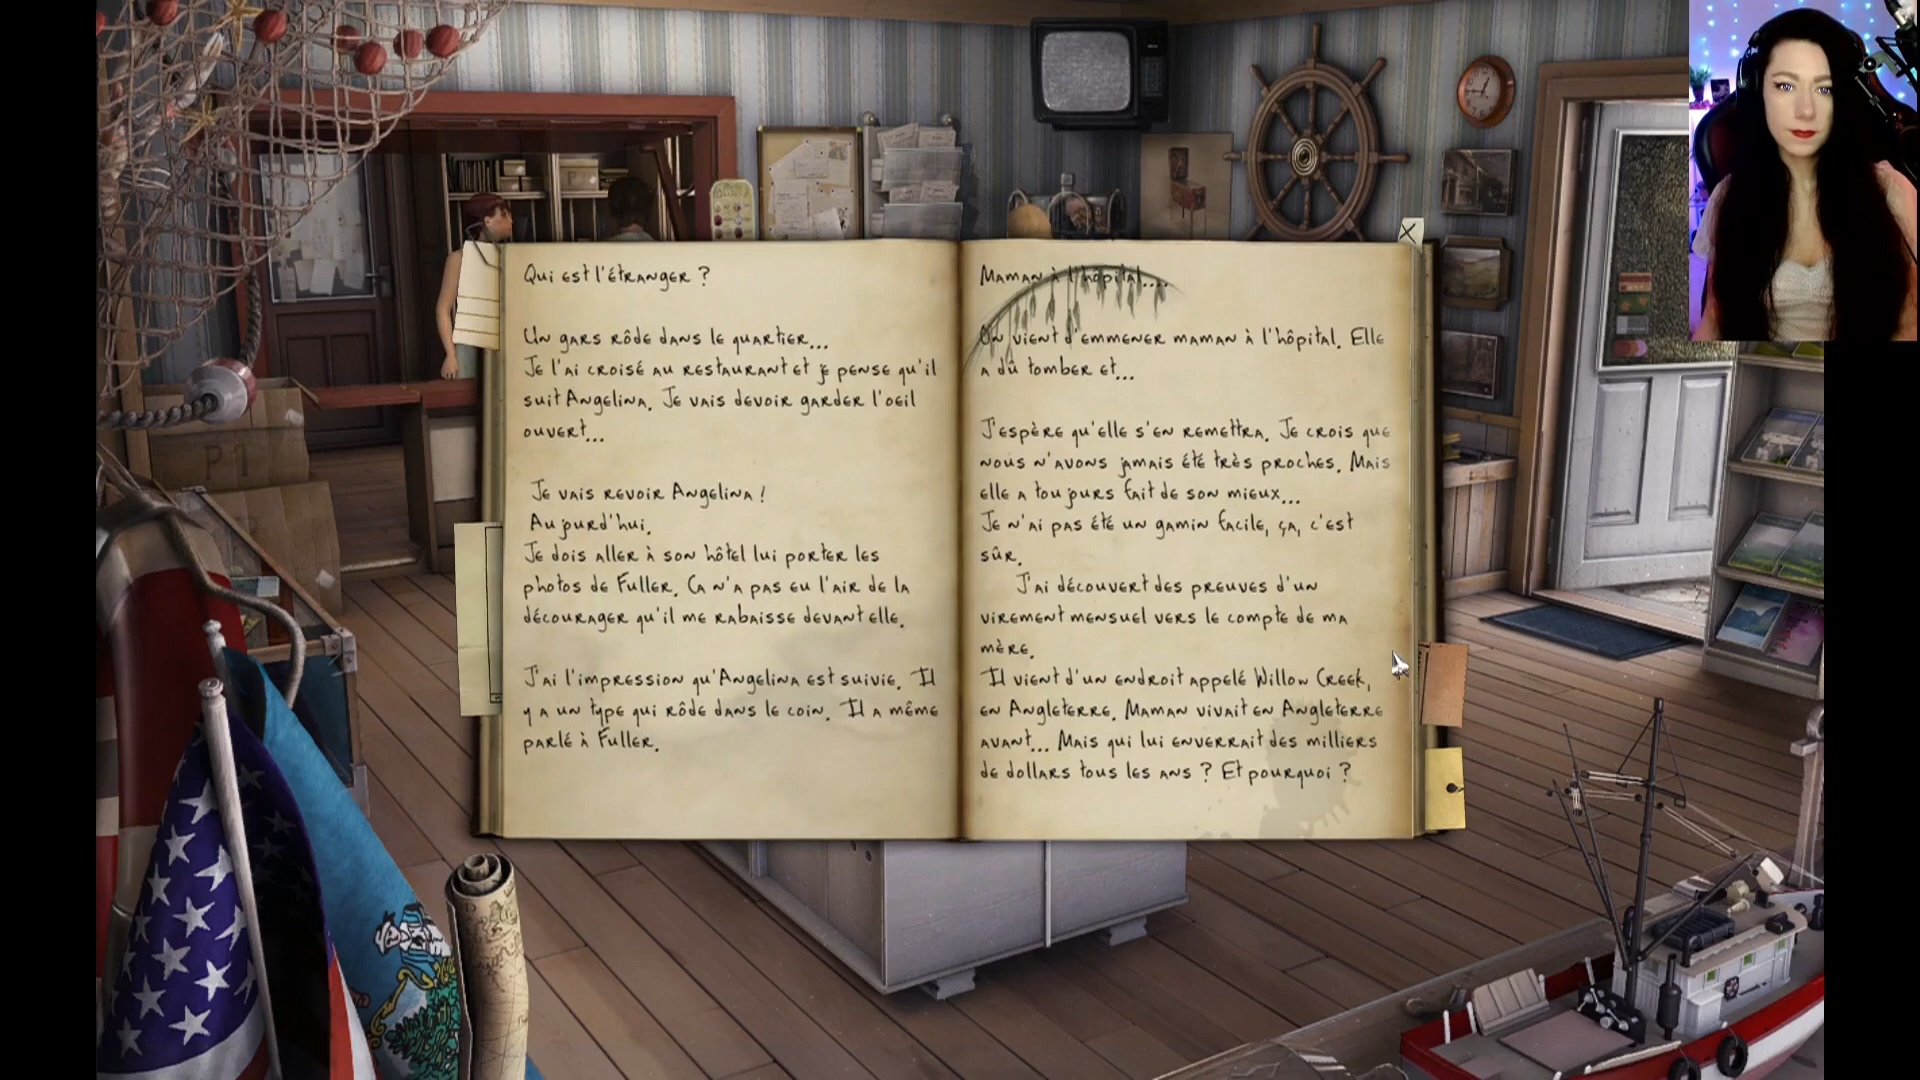 Qui est l'étranger ?
Un gars rôde dans le quartier...
Je l'ai croisé au restaurant et je pense qu'il
suit Angelina. Je vais devoir garder l'oeil
ouvert...
Je vais revoir Angelina !
Aujourd'hui.
Je dois aller à son hôtel lui porter les
photos de Fuller. Ca n'a pas eu l'air de la
décourager qu'il me rabaisse devant elle.
J'ai l'impression qu'Angelina est suivie. Il
y a un type qui rôde dans le coin. Il a même
parlé à Fuller.
X
Maman à l'hôpital....
On vient d'emmener maman à l'hôpital. Elle
a dû tomber et...
J'espère qu'elle s'en remettra. Je crois que
nous n'avons jamais été très proches. Mais
elle a toujours fait de son mieux...
Je n'ai pas été un gamin facile, ça, c'est
sûr.
J'ai découvert des preuves d'un
virement mensuel vers le compte de ma
mère.
Il vient d'un endroit appelé Willow Creek,
en Angleterre. Maman vivait en Angleterre
avant... Mais qui lui enverrait des milliers
de dollars tous les ans ? Et pourquoi ?